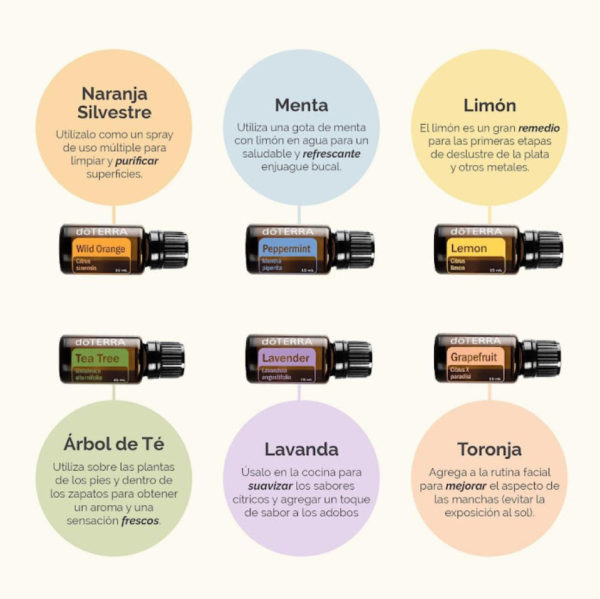 Naranja
Silvestre
Utilízalo como un spray
de uso múltiple para
limpiar y purificar
superficies.
Menta
Utiliza una gota de menta
con limón en agua para un
saludable y refrescante
enjuague bucal.
Limón
El limón es un gran remedio
para las primeras etapas
de deslustre de la plata
y otros metales.
dōTERRA
Wild Orange
Citrus
sinensis
15 mL
dōTERRA
Peppermint
Mentha
piperita
15 mL
dōTERRA
Lemon
Citrus
limon
15 mL
dōTERRA
Tea Tree
alternifolia
15 mL
dōTERRA
Lavender
Lavandula
angustifolia
15 mL
dōTERRA
Grapefruit
Citrus X
paradisi
15 mL
Árbol de Té
Utiliza sobre las plantas
de los pies y dentro de
los zapatos para obtener
un aroma y una
sensación frescos.
Lavanda
Úsalo en la cocina para
suavizar los sabores
cítricos y agregar un toque
de sabor a los adobos
Toronja
Agrega a la rutina facial
para mejorar el aspecto de
las manchas (evitar la
exposición al sol).